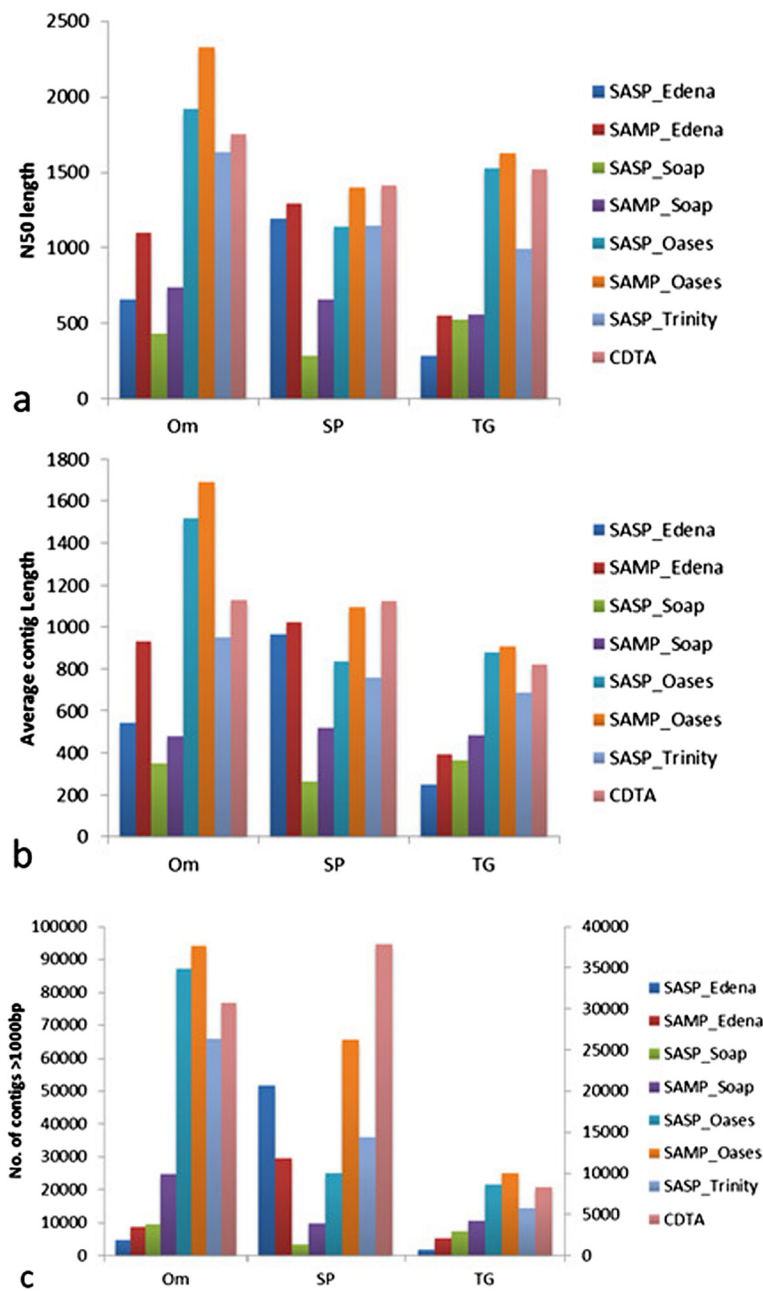 2500
2000
1500
1000
500
0
N50 length
Om SP TG
SASP_Edena
SAMP_Edena
SASP_Soap
SAMP_Soap
SASP_Oases
SAMP_Oases
SASP_Trinity
CDTA
a
1800
1600
1400
1200
1000
800
600
400
200
0
Average contig Length
Om SP TG
SASP_Edena
SAMP_Edena
SASP_Soap
SAMP_Soap
SASP_Oases
SAMP_Oases
SASP_Trinity
CDTA
b
100000
90000
80000
70000
60000
50000
40000
30000
20000
10000
0
No. of contigs >1000bp
Om SP TG
40000
35000
30000
25000
20000
15000
10000
5000
0
SASP_Edena
SAMP_Edena
SASP_Soap
SAMP_Soap
SASP_Oases
SAMP_Oases
SASP_Trinity
CDTA
c